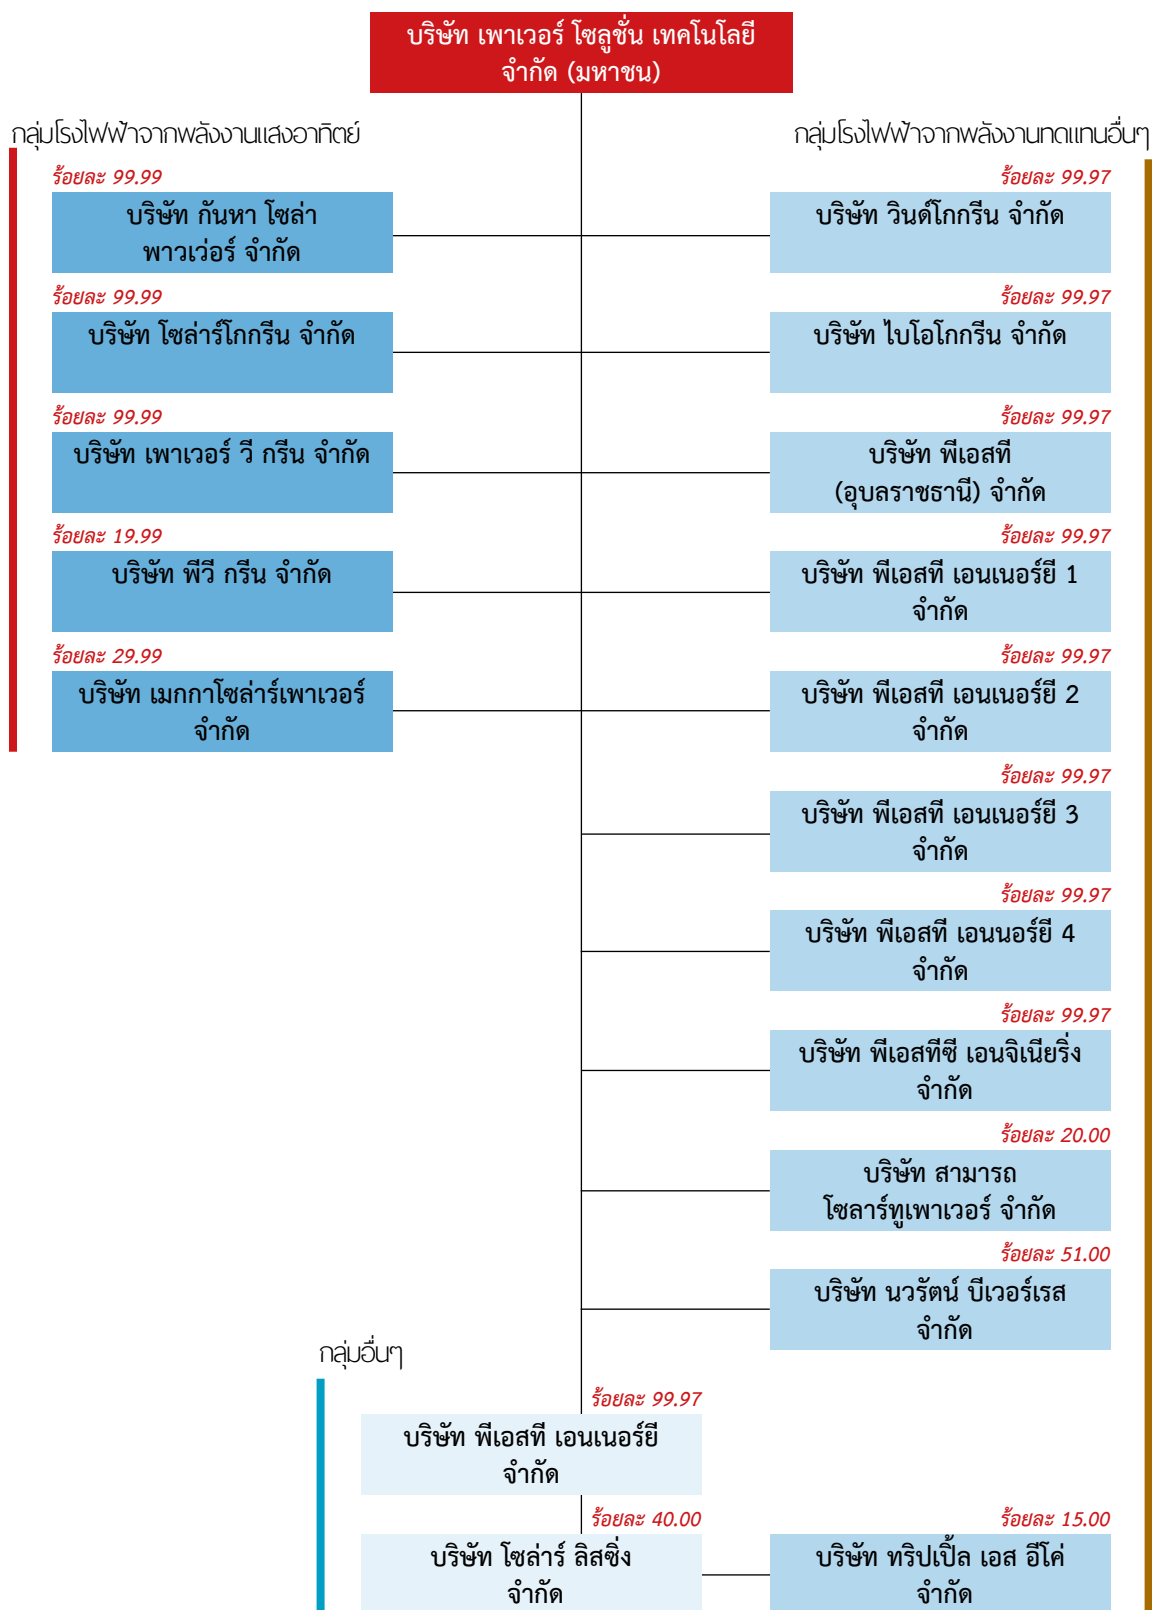 บริษัท เพาเวอร์ โซลูชั่น เทคโนโลยี
จำกัด (มหาชน)
กลุ่มโรงไฟฟ้าจากพลังงานแสงอาทิตย์
ร้อยละ 99.99
บริษัท กันหา โซล่า
พาวเว่อร์ จำกัด
ร้อยละ 99.99
บริษัท โซล่าร์โกกรีน จำกัด
ร้อยละ 99.99
บริษัท เพาเวอร์ วี กรีน จำกัด
ร้อยละ 19.99
บริษัท พีวี กรีน จำกัด
ร้อยละ 29.99
บริษัท เมกกาโซล่าร์เพาเวอร์
จำกัด
กลุ่มโรงไฟฟ้าจากพลังงานทดแทนอื่นๆ
ร้อยละ 99.97
บริษัท วินด์โกกรีน จำกัด
ร้อยละ 99.97
บริษัท ไบโอโกกรีน จำกัด
ร้อยละ 99.97
บริษัท พีเอสที
(อุบลราชธานี) จำกัด
ร้อยละ 99.97
บริษัท พีเอสที เอนเนอร์ยี 1
จำกัด
ร้อยละ 99.97
บริษัท พีเอสที เอนเนอร์ยี 2
จำกัด
ร้อยละ 99.97
บริษัท พีเอสที เอนเนอร์ยี 3
จำกัด
ร้อยละ 99.97
บริษัท พีเอสที เอนนอร์ยี 4
จำกัด
ร้อยละ 99.97
บริษัท พีเอสทีซี เอนจิเนียริ่ง
จำกัด
ร้อยละ 20.00
บริษัท สามารถ
โซลาร์ทูเพาเวอร์ จำกัด
ร้อยละ 51.00
บริษัท นวรัตน์ บีเวอร์เรส
จำกัด
กลุ่มอื่นๆ
ร้อยละ 99.97
บริษัท พีเอสที เอนเนอร์ยี
จำกัด
ร้อยละ 40.00
บริษัท โซล่าร์ ลิสซิ่ง
จำกัด
ร้อยละ 15.00
บริษัท ทริปเปิ้ล เอส อีโค่
จำกัด